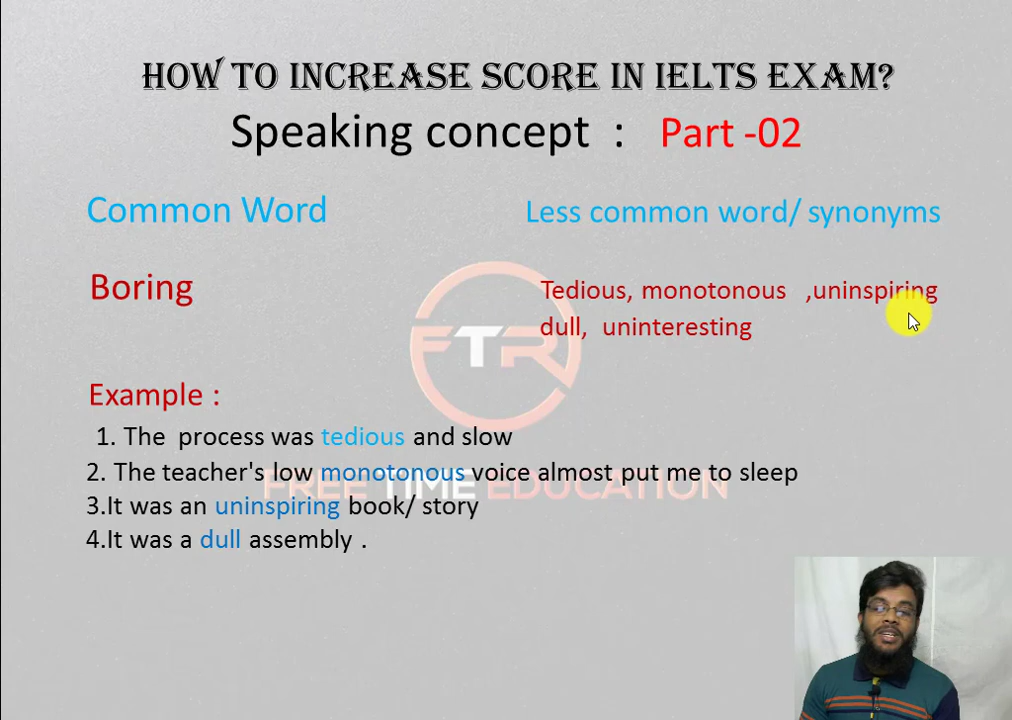 HOW TO INCREASE SCORE IN IELTS EXAM?
Speaking concept : Part -02
Common Word
Less common word/ synonyms
Boring
Tedious, monotonous ,uninspiring
dull, uninteresting
FTR
Example :
1. The process was tedious and slow
2. The teacher's low monotonous voice almost put me to sleep
FREE TIME EDUCATION
3.It was an uninspiring book/ story
4.It was a dull assembly .